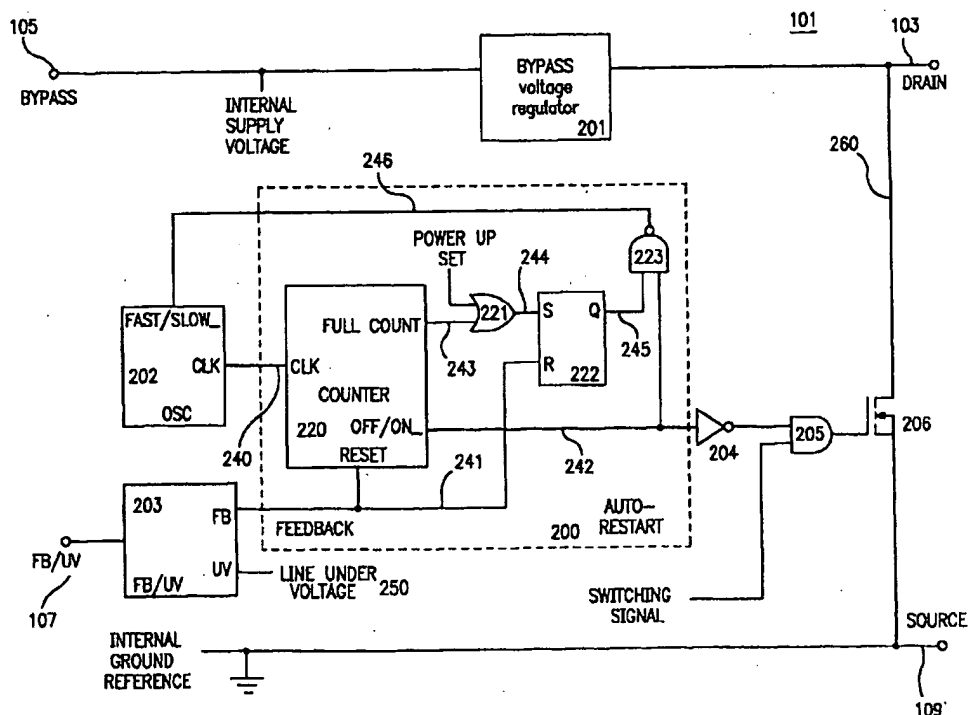 105
101
103
BYPASS
BYPASS
voltage
regulator
201
DRAIN
INTERNAL
SUPPLY
VOLTAGE
246
260
POWER UP
SET
244
223
FAST/SLOW_
202
CLK
OSC
FULL COUNT
CLK
COUNTER
220
OFF/ON_
RESET
221
243
S
Q
R
222
245
240
241
242
204
205
206
203
FB
UV
FB/UV
FB/UV
107
FEEDBACK
200
AUTO-
RESTART
LINE UNDER
VOLTAGE
250
SWITCHING
SIGNAL
SOURCE
INTERNAL
GROUND
REFERENCE
109